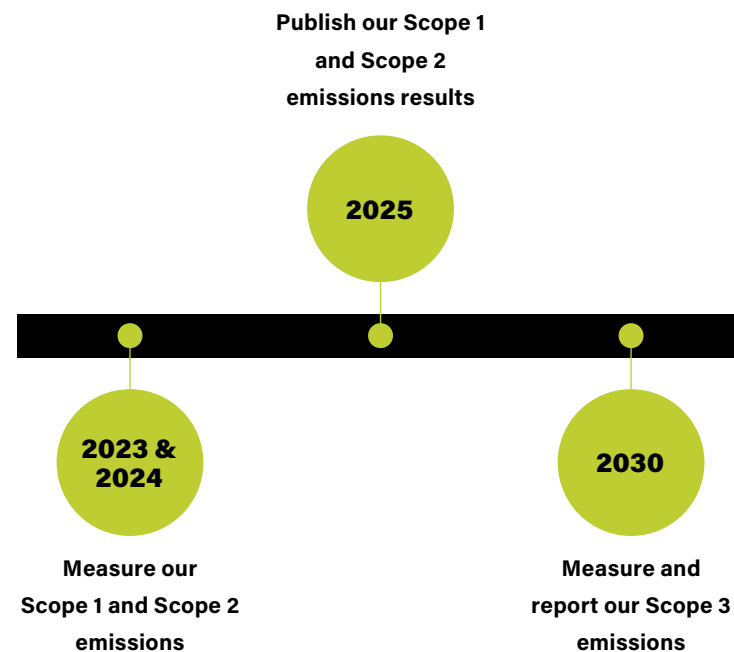 Publish our Scope 1
and Scope 2
emissions results
2025
2023 &
2024
Measure our
Scope 1 and Scope 2
emissions
2030
Measure and
report our Scope 3
emissions